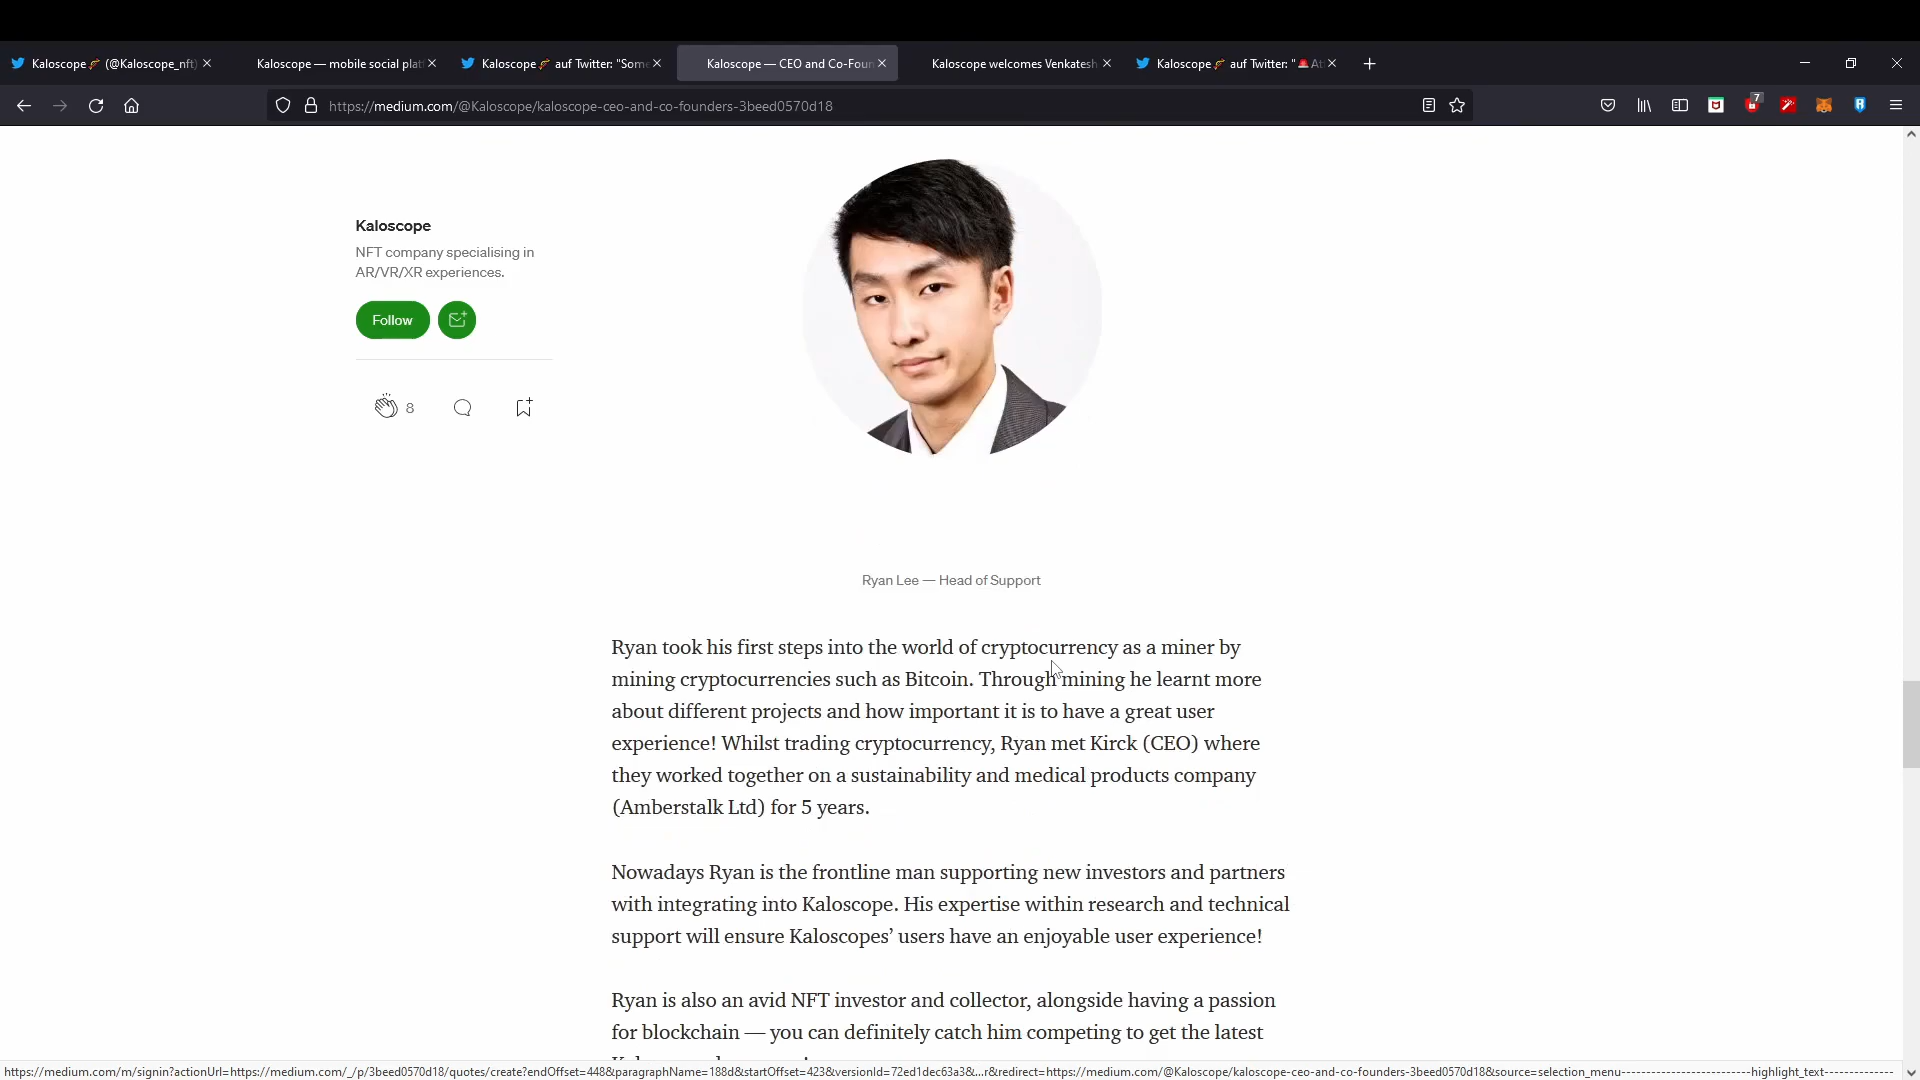 Kaloscope (@Kaloscope_nft)
Kaloscope — mobile social plat
Kaloscope auf Twitter: "Some
Kaloscope — CEO and Co-Foun
Kaloscope welcomes Venkatesh
Kaloscope auf Twitter: "
https://medium.com/@Kaloscope/kaloscope-ceo-and-co-founders-3beed0570d18
7
Kaloscope
NFT company specialising in
AR/VR/XR experiences.
Follow
8
Ryan Lee — Head of Support
Ryan took his first steps into the world of cryptocurrency as a miner by
mining cryptocurrencies such as Bitcoin. Through mining he learnt more
about different projects and how important it is to have a great user
experience! Whilst trading cryptocurrency, Ryan met Kirck (CEO) where
they worked together on a sustainability and medical products company
(Amberstalk Ltd) for 5 years.
Nowadays Ryan is the frontline man supporting new investors and partners
with integrating into Kaloscope. His expertise within research and technical
support will ensure Kaloscopes’ users have an enjoyable user experience!
Ryan is also an avid NFT investor and collector, alongside having a passion
for blockchain — you can definitely catch him competing to get the latest
https://medium.com/m/signin?actionUrl=https://medium.com/_/p/3beed0570d18/quotes/create?endOffset=448&paragraphName=188d&startOffset=423&versionId=72ed1dec63a3&...r&redirect=https://medium.com/@Kaloscope/kaloscope-ceo-and-co-founders-3beed0570d18&source=selection_menu--------------------------highlight_text--------------